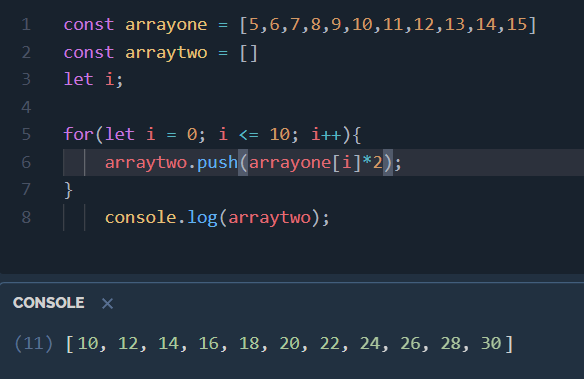 1 const arrayone = [5,6,7,8,9,10,11,12,13,14,15]
2 const arraytwo = []
3 let i;
4
5 for(let i = 0; i <= 10; i++){
6 arraytwo.push(arrayone[i]*2);
7 }
8 console.log(arraytwo);
CONSOLE ×
(11) [10, 12, 14, 16, 18, 20, 22, 24, 26, 28, 30]